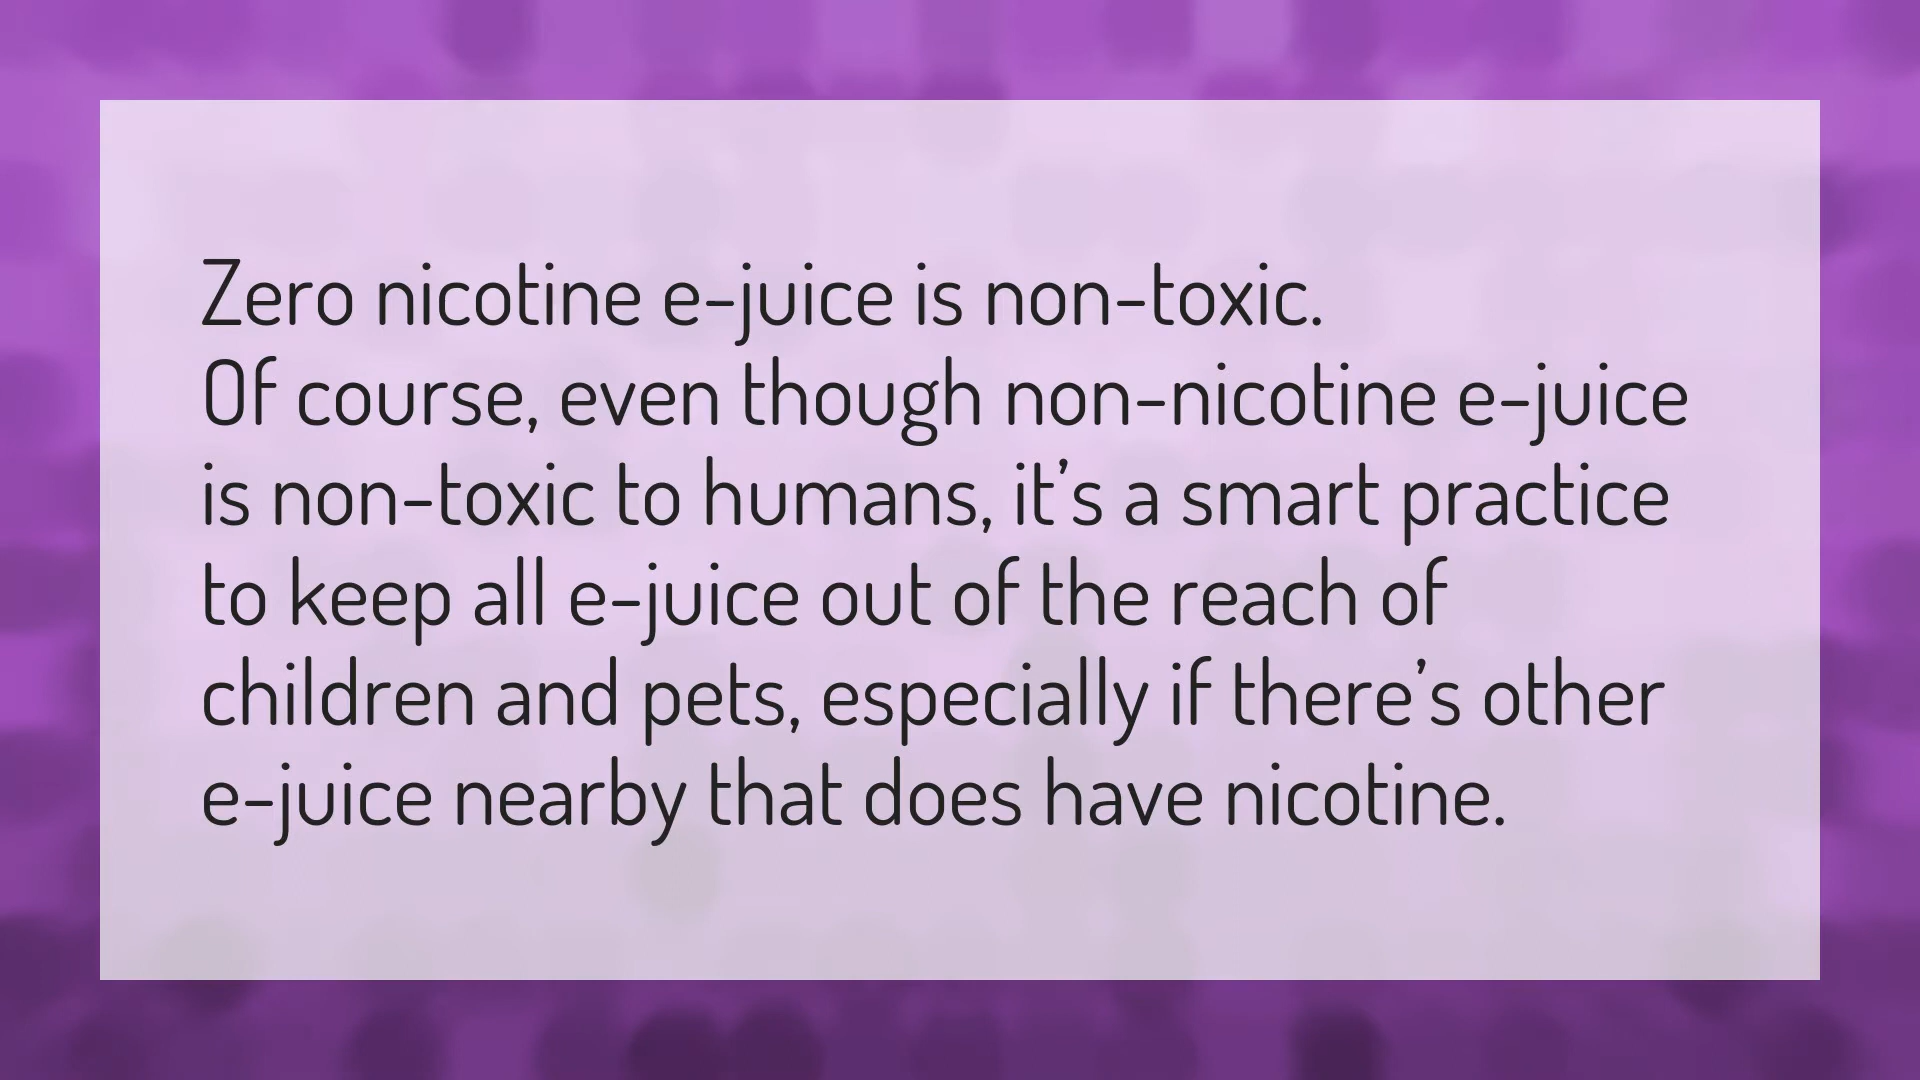 Zero nicotine e-juice is non-toxic.
Of course, even though non-nicotine e-juice
is non-toxic to humans, it’s a smart practice
to keep all e-juice out of the reach of
children and pets, especially if there’s other
e-juice nearby that does have nicotine.